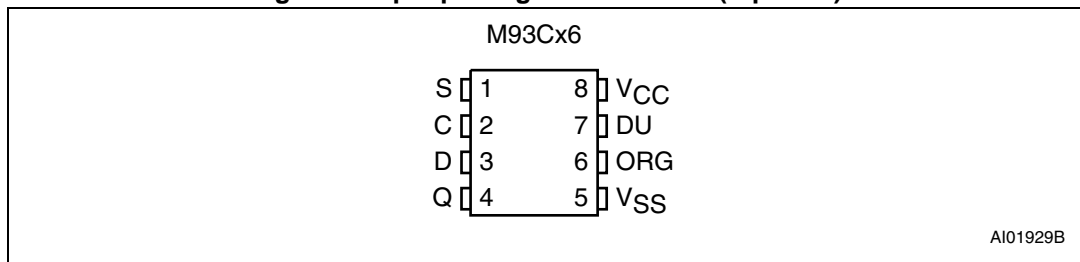 M93Cx6
S 1 8 VCC
C 2 7 DU
D 3 6 ORG
Q 4 5 VSS
AI01929B